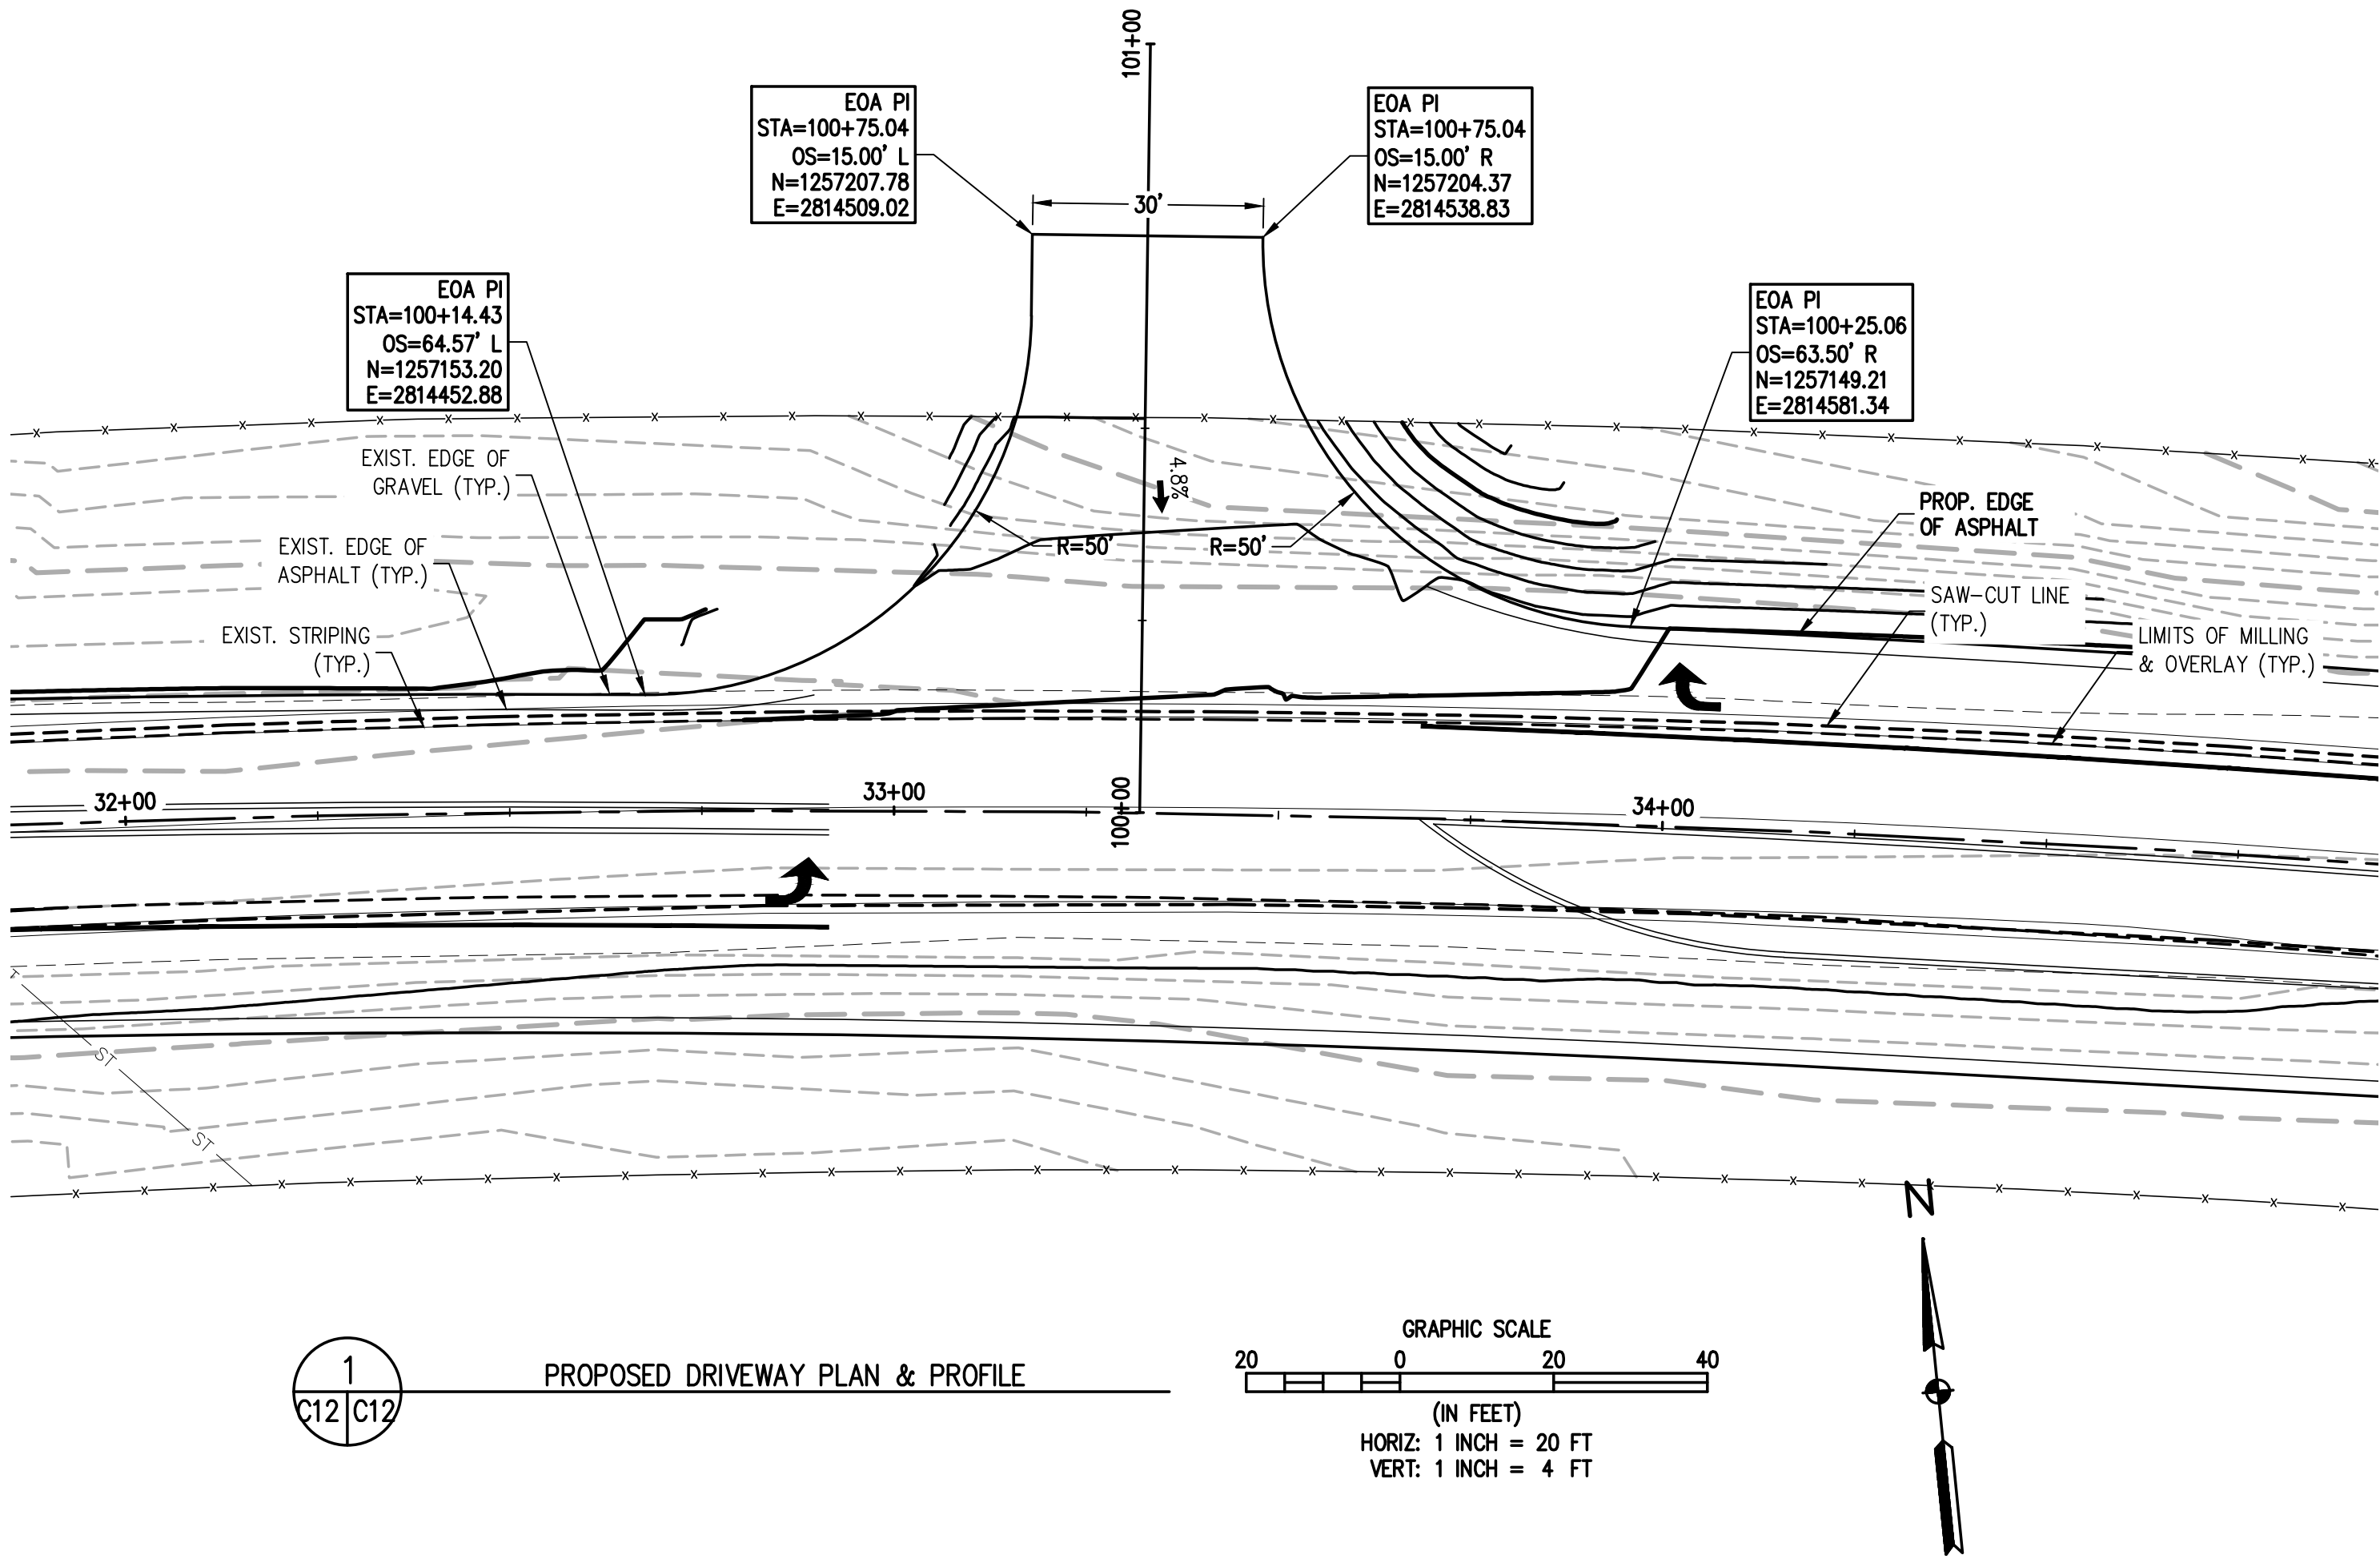 101+00
EOA PI
STA=100+75.04
OS=15.00' L
N=1257207.78
E=2814509.02
EOA PI
STA=100+75.04
OS=15.00' R
N=1257204.37
E=2814538.83
30'
EOA PI
STA=100+14.43
OS=64.57' L
N=1257153.20
E=2814452.88
EOA PI
STA=100+25.06
OS=63.50' R
N=1257149.21
E=2814581.34
EXIST. EDGE OF
GRAVEL (TYP.)
4.8%
PROP. EDGE
OF ASPHALT
EXIST. EDGE OF
ASPHALT (TYP.)
R=50'
R=50'
SAW-CUT LINE
(TYP.)
EXIST. STRIPING
(TYP.)
LIMITS OF MILLING
& OVERLAY (TYP.)
32+00
33+00
100+00
34+00
ST
ST
N
1
C12
C12
PROPOSED DRIVEWAY PLAN & PROFILE
GRAPHIC SCALE
20
0
20
40
(IN FEET)
HORIZ: 1 INCH = 20 FT
VERT: 1 INCH = 4 FT